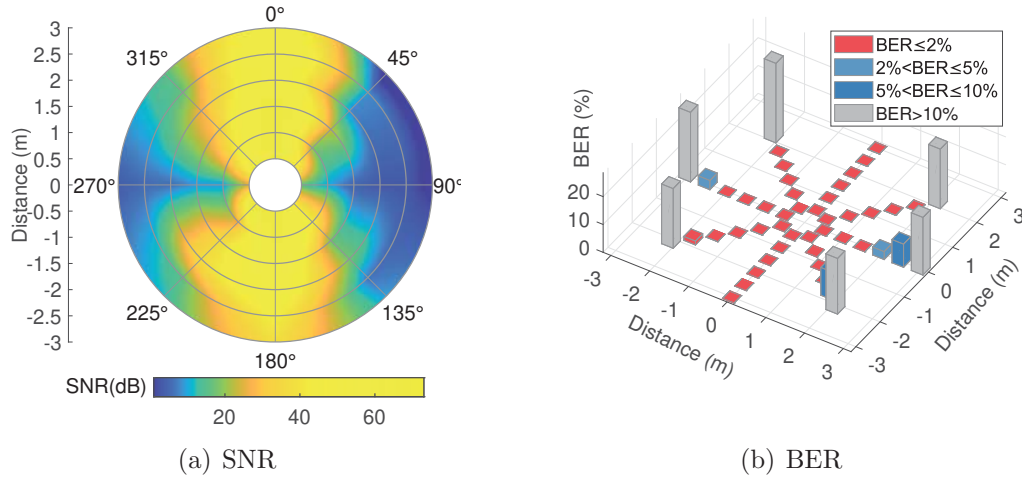 0°
45°
90°
135°
180°
225°
270°
315°
3
2.5
2
1.5
1
0.5
0
-0.5
-1
-1.5
-2
-2.5
-3
Distance (m)
SNR(dB)
20 40 60
(a) SNR
BER≤2%
2%<BER≤5%
5%<BER≤10%
BER>10%
BER (%)
20
10
0
-3 -2 -1 0 1 2 3
Distance (m)
-3 -2 -1 0 1 2 3
Distance (m)
(b) BER